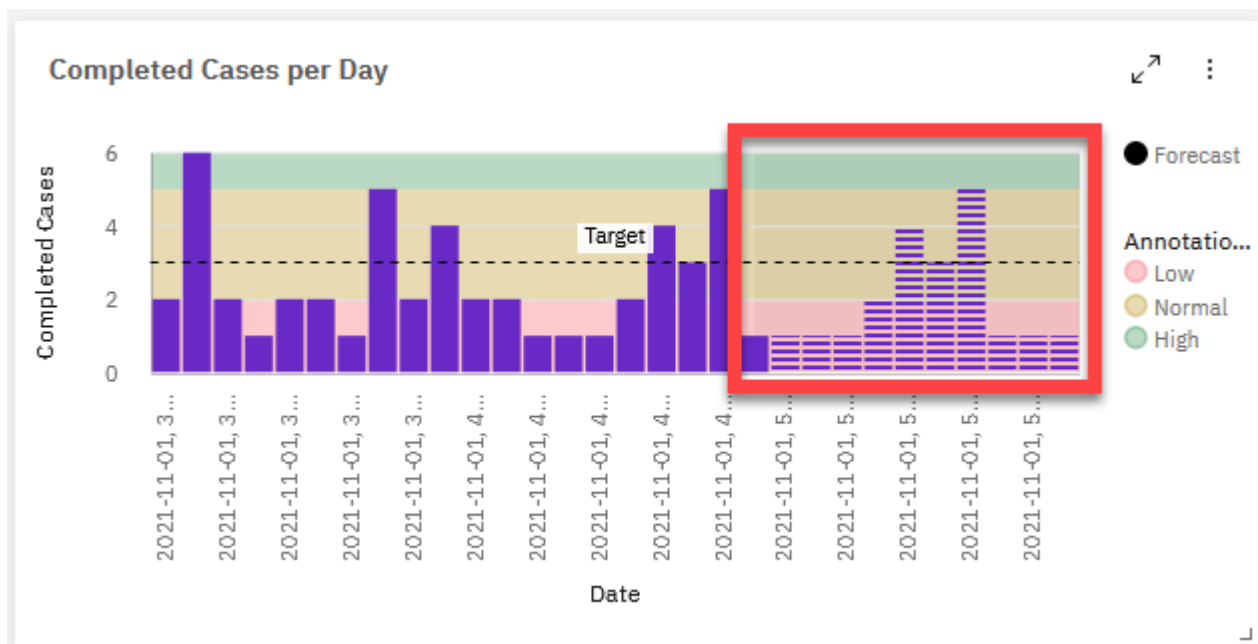 Completed Cases per Day
Completed Cases
6
4
2
0
Target
2021-11-01, 3...
2021-11-01, 3...
2021-11-01, 3...
2021-11-01, 3...
2021-11-01, 3...
2021-11-01, 4...
2021-11-01, 4...
2021-11-01, 4...
2021-11-01, 4...
2021-11-01, 4...
2021-11-01, 5...
2021-11-01, 5...
2021-11-01, 5...
2021-11-01, 5...
2021-11-01, 5...
Date
Forecast
Annotatio...
Low
Normal
High